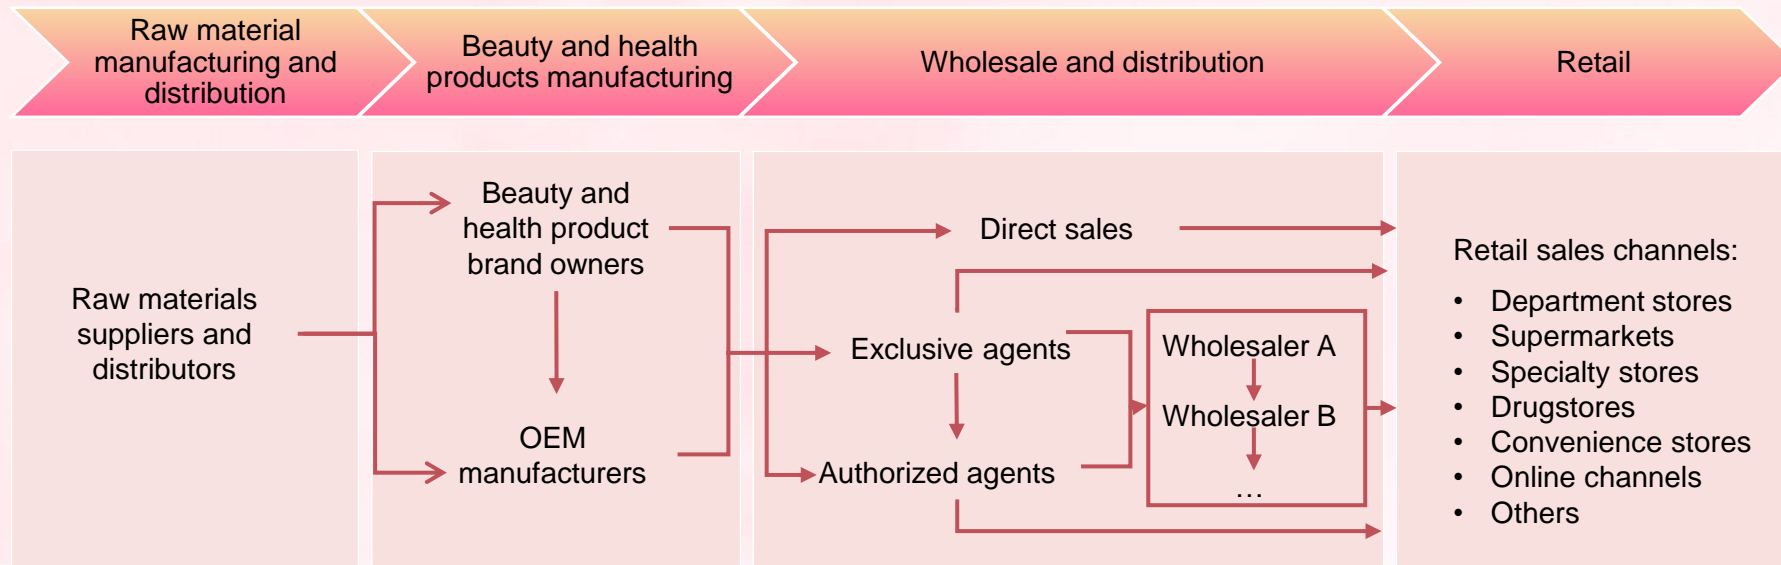 Raw material
manufacturing and
distribution
Beauty and health
products manufacturing
Wholesale and distribution
Retail
Raw materials
suppliers and
distributors
Beauty and
health product
brand owners
OEM
manufacturers
Direct sales
Exclusive agents
Authorized agents
Wholesaler A
Wholesaler B
…
Retail sales channels:
• Department stores
• Supermarkets
• Specialty stores
• Drugstores
• Convenience stores
• Online channels
• Others